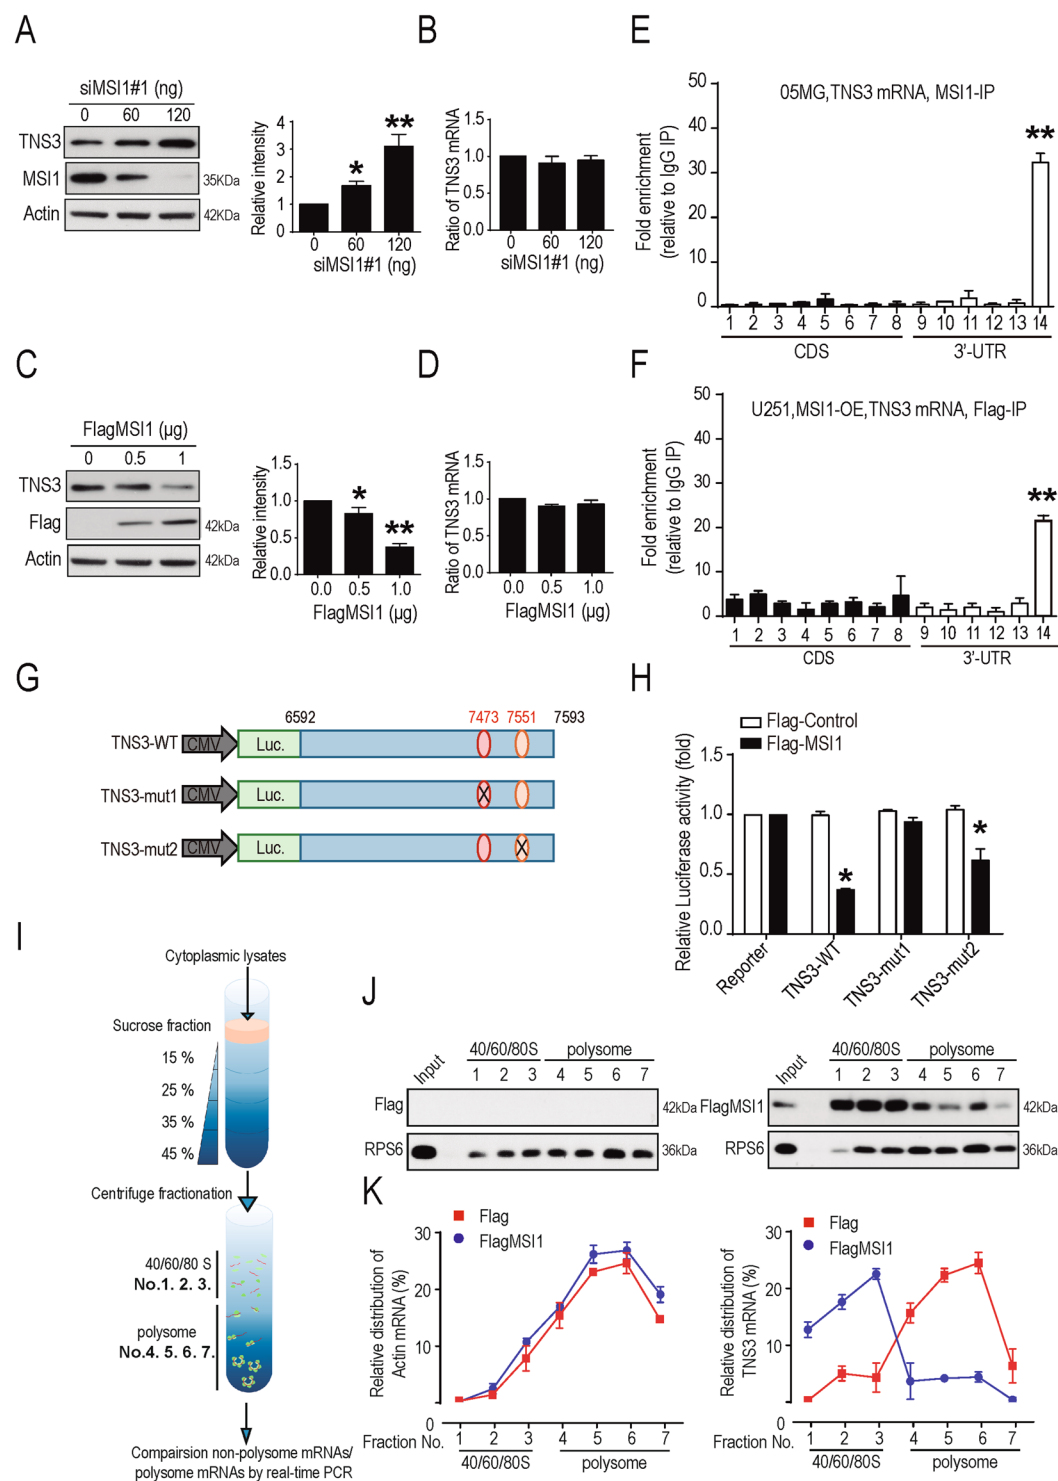 A
siMSI1#1 (ng)
0 60 120
TNS3
MSI1
35KDa
Actin
42KDa
Relative intensity
4
3
2
1
0
**
*
0 60 120
siMSI1#1 (ng)
B
Ratio of TNS3 mRNA
1.5
1.0
0.5
0.0
0 60 120
siMSI1#1 (ng)
E
05MG,TNS3 mRNA, MSI1-IP
Fold enrichment
(relative to IgG IP)
50
40
30
20
10
0
**
1 2 3 4 5 6 7 8 9 10 11 12 13 14
CDS 3'-UTR
C
FlagMSI1 (µg)
0 0.5 1
TNS3
Flag
42kDa
Actin
42kDa
Relative intensity
1.5
1.0
0.5
0.0
*
**
0.0 0.5 1.0
FlagMSI1 (µg)
D
Ratio of TNS3 mRNA
1.5
1.0
0.5
0.0
0.0 0.5 1.0
FlagMSI1 (µg)
F
U251,MSI1-OE,TNS3 mRNA, Flag-IP
Fold enrichment
(relative to IgG IP)
50
40
30
20
10
0
**
1 2 3 4 5 6 7 8 9 10 11 12 13 14
CDS 3'-UTR
G
6592 7473 7551 7593
TNS3-WT CMV Luc.
TNS3-mut1 CMV Luc. X
TNS3-mut2 CMV Luc. X
H
Flag-Control
Flag-MSI1
Relative Luciferase activity (fold)
1.5
1.0
0.5
0.0
*
*
Reporter
TNS3-WT
TNS3-mut1
TNS3-mut2
I
Cytoplasmic lysates
Sucrose fraction
15 %
25 %
35 %
45 %
Centrifuge fractionation
40/60/80 S
No.1. 2. 3.
polysome
No.4. 5. 6. 7.
Compairsion non-polysome mRNAs/
polysome mRNAs by real-time PCR
J
Input
40/60/80S polysome
1 2 3 4 5 6 7
Flag
42kDa
RPS6
36kDa
Input
40/60/80S polysome
1 2 3 4 5 6 7
FlagMSI1
42kDa
RPS6
36kDa
K
Flag
FlagMSI1
Relative distribution of
Actin mRNA (%)
30
20
10
0
Fraction No. 1 2 3 4 5 6 7
40/60/80S polysome
Flag
FlagMSI1
Relative distribution of
TNS3 mRNA (%)
30
20
10
0
Fraction No. 1 2 3 4 5 6 7
40/60/80S polysome